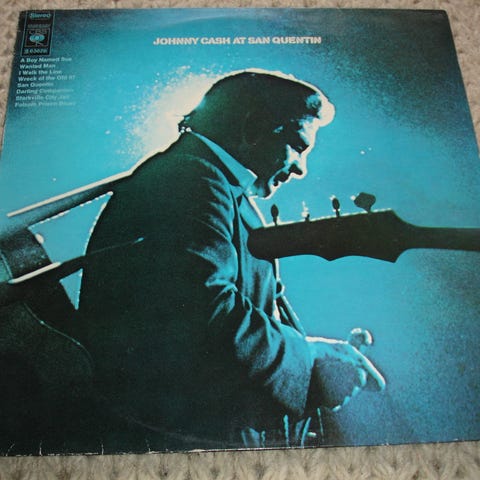 Stereo
JOHNNY CASH AT SAN QUENTIN
CBS
A Boy Named Sue
Wanted Man
I Walk the Line
Wreck of the Old 97
San Quentin
Darling Companion
Starkville City Jail
Folsom Prison Blues